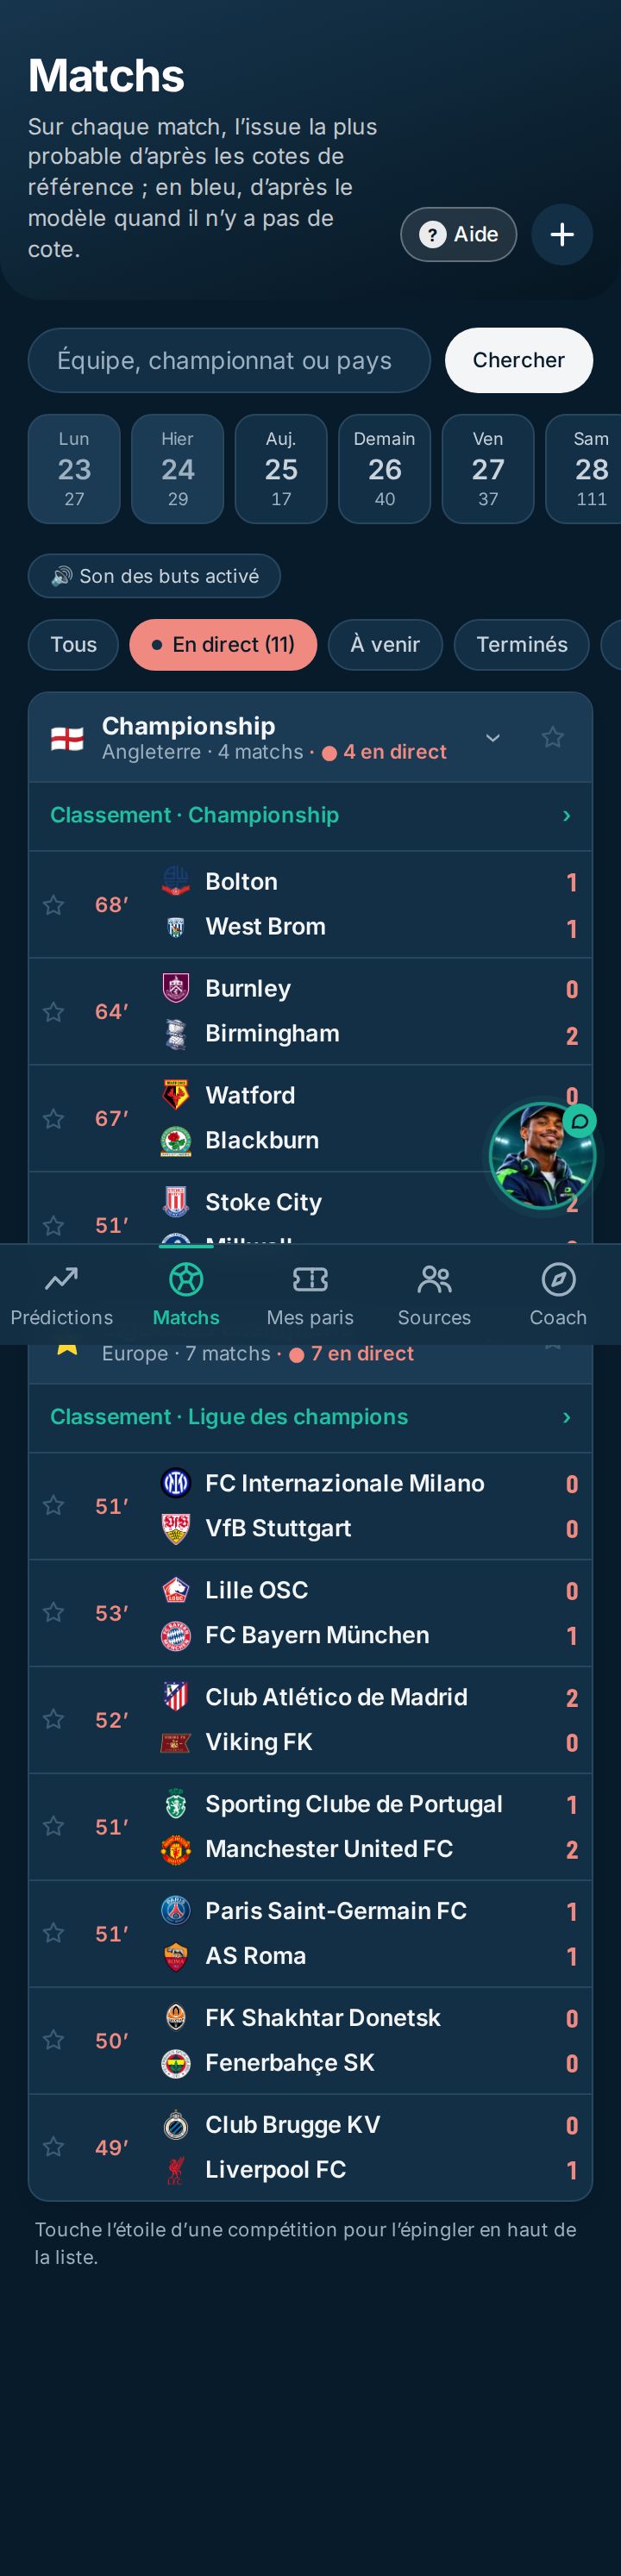 Matchs
Sur chaque match, l’issue la plus
probable d’après les cotes de
référence ; en bleu, d’après le
modèle quand il n’y a pas de
cote.
? Aide
Équipe, championnat ou pays
Chercher
Lun
23
27
Hier
24
29
Auj.
25
17
Demain
26
40
Ven
27
37
Sam
28
111
Son des buts activé
Tous
En direct (11)
À venir
Terminés
Championship
Angleterre · 4 matchs · 4 en direct
Classement · Championship
68’
Bolton 1
West Brom 1
64’
Burnley 0
Birmingham 2
67’
Watford 0
Blackburn
51’
Stoke City 2
Prédictions
Matchs
Mes paris
Sources
Coach
Europe · 7 matchs · 7 en direct
Classement · Ligue des champions
51’
FC Internazionale Milano 0
VfB Stuttgart 0
53’
Lille OSC 0
FC Bayern München 1
52’
Club Atlético de Madrid 2
Viking FK 0
51’
Sporting Clube de Portugal 1
Manchester United FC 2
51’
Paris Saint-Germain FC 1
AS Roma 1
50’
FK Shakhtar Donetsk 0
Fenerbahçe SK 0
49’
Club Brugge KV 0
Liverpool FC 1
Touche l’étoile d’une compétition pour l’épingler en haut de
la liste.